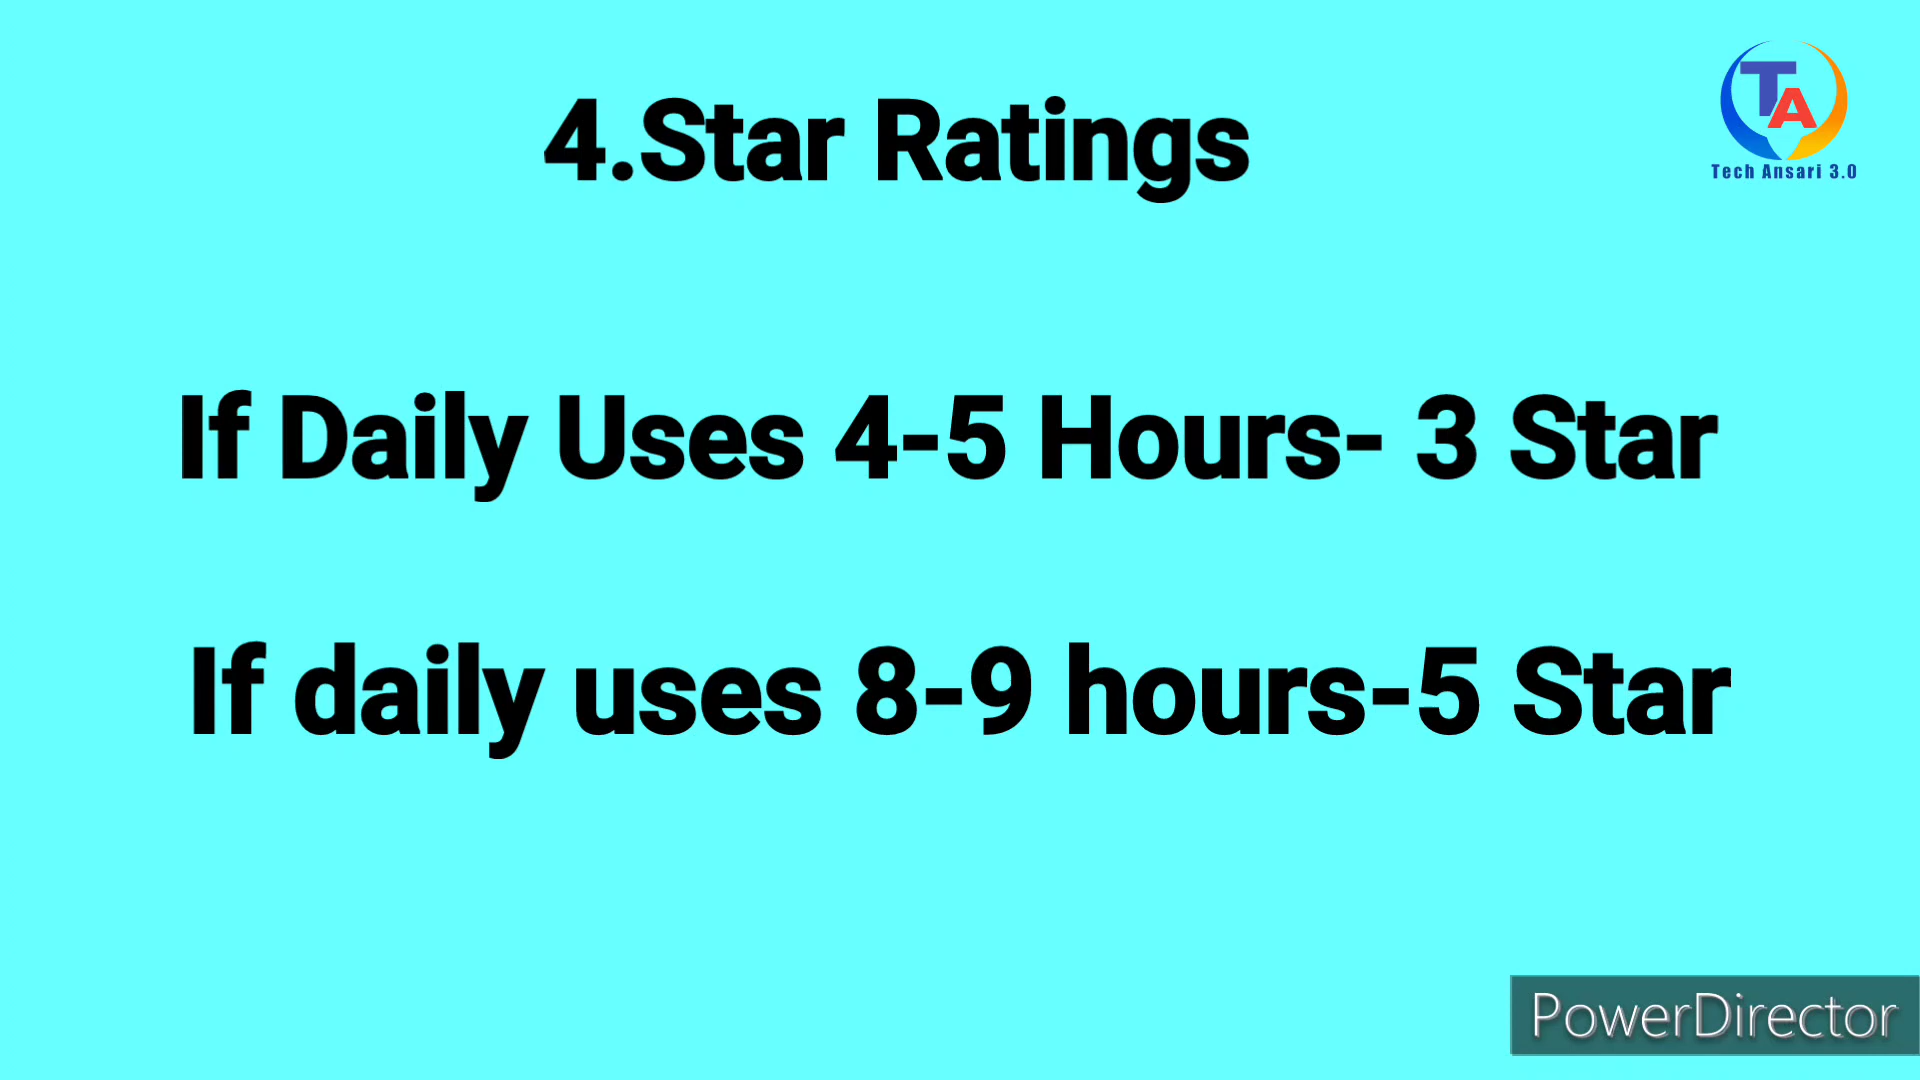 4.Star Ratings
TA
Tech Ansari 3.0
If Daily Uses 4-5 Hours- 3 Star
If daily uses 8-9 hours-5 Star
PowerDirector